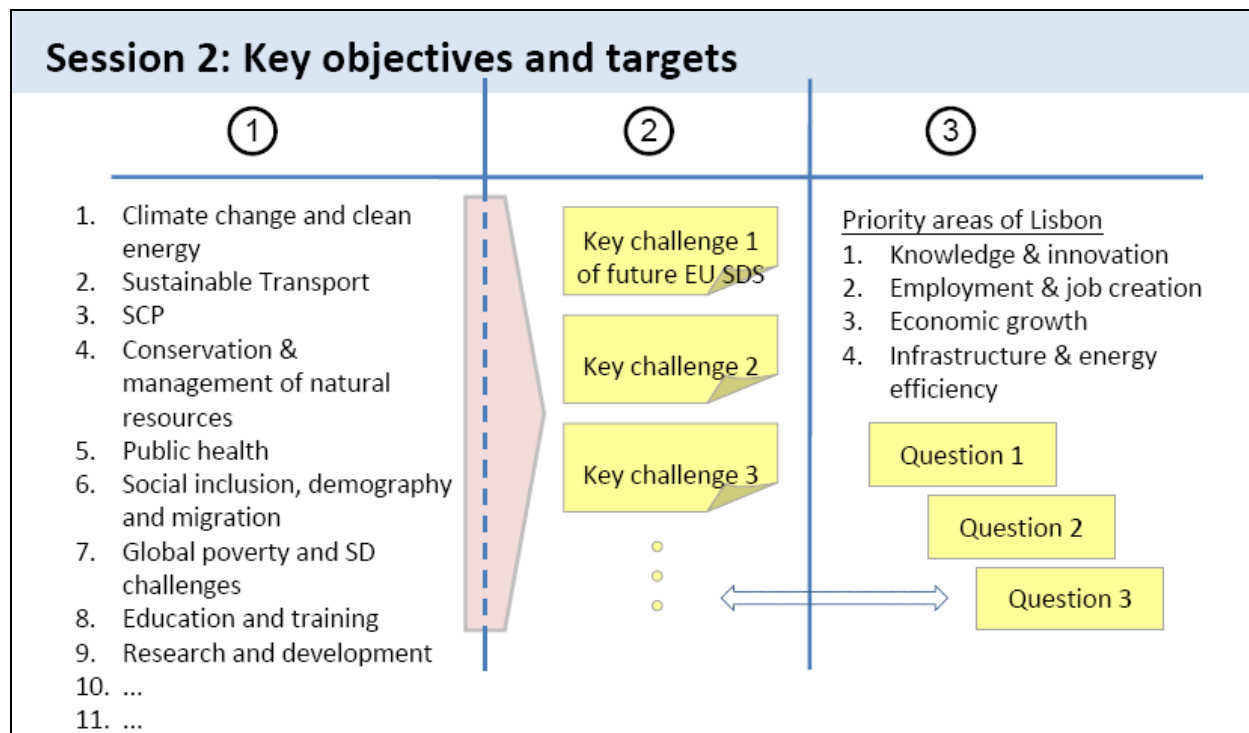 Session 2: Key objectives and targets
1
2
3
1. Climate change and clean
energy
2. Sustainable Transport
3. SCP
4. Conservation &
management of natural
resources
5. Public health
6. Social inclusion, demography
and migration
7. Global poverty and SD
challenges
8. Education and training
9. Research and development
10. ...
11. ...
Key challenge 1
of future EU SDS
Key challenge 2
Key challenge 3
Priority areas of Lisbon
1. Knowledge & innovation
2. Employment & job creation
3. Economic growth
4. Infrastructure & energy
efficiency
Question 1
Question 2
Question 3